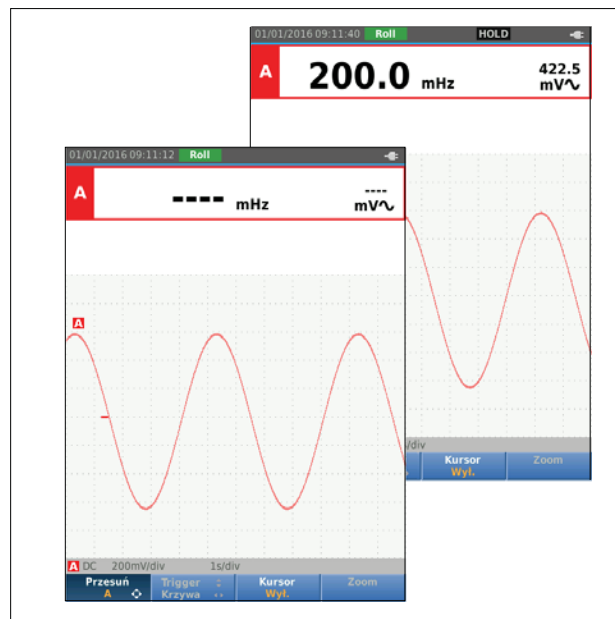 01/01/2016 09:11:40 Roll HOLD
A 200.0 mHz 422.5 mV∿
/div
Kursor Zoom
Wył.
01/01/2016 09:11:12 Roll
A ---- mHz ---- mV∿
A
A DC 200mV/div 1s/div
Przesuń Trigger Kursor Zoom
A Krzywa Wył.